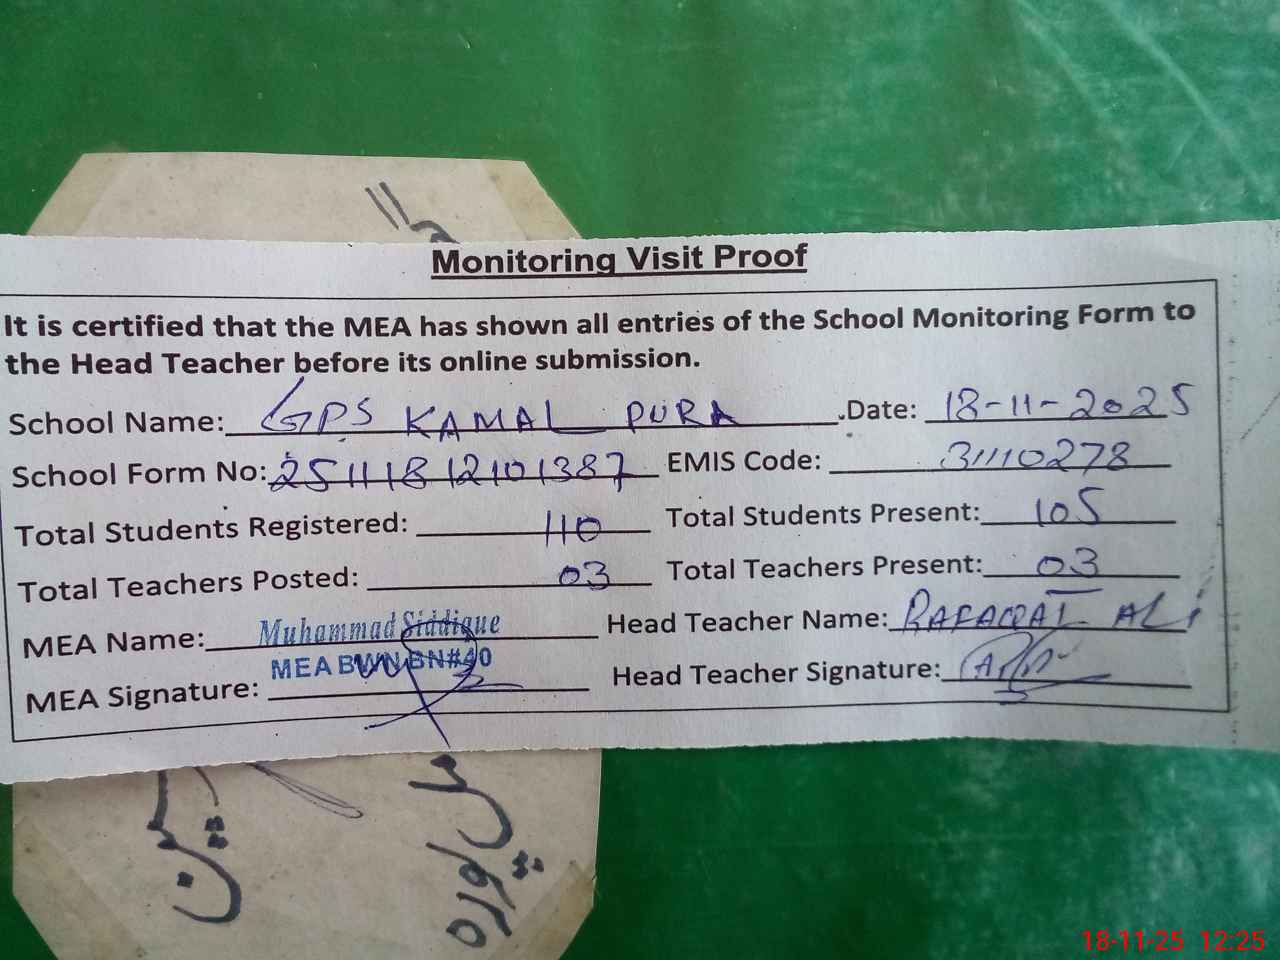 Monitoring Visit Proof
It is certified that the MEA has shown all entries of the School Monitoring Form to
the Head Teacher before its online submission.
School Name: GPS KAMAL PURA .Date: 18-11-2025
School Form No: 25111812101387 EMIS Code: 31110278
Total Students Registered: 110 Total Students Present: 105
Total Teachers Posted: 03 Total Teachers Present: 03
MEA Name: Muhammad Siddique Head Teacher Name: RAFAQAT ALI
MEA BWN BN#40
MEA Signature: Head Teacher Signature:
18-11-25 12:25